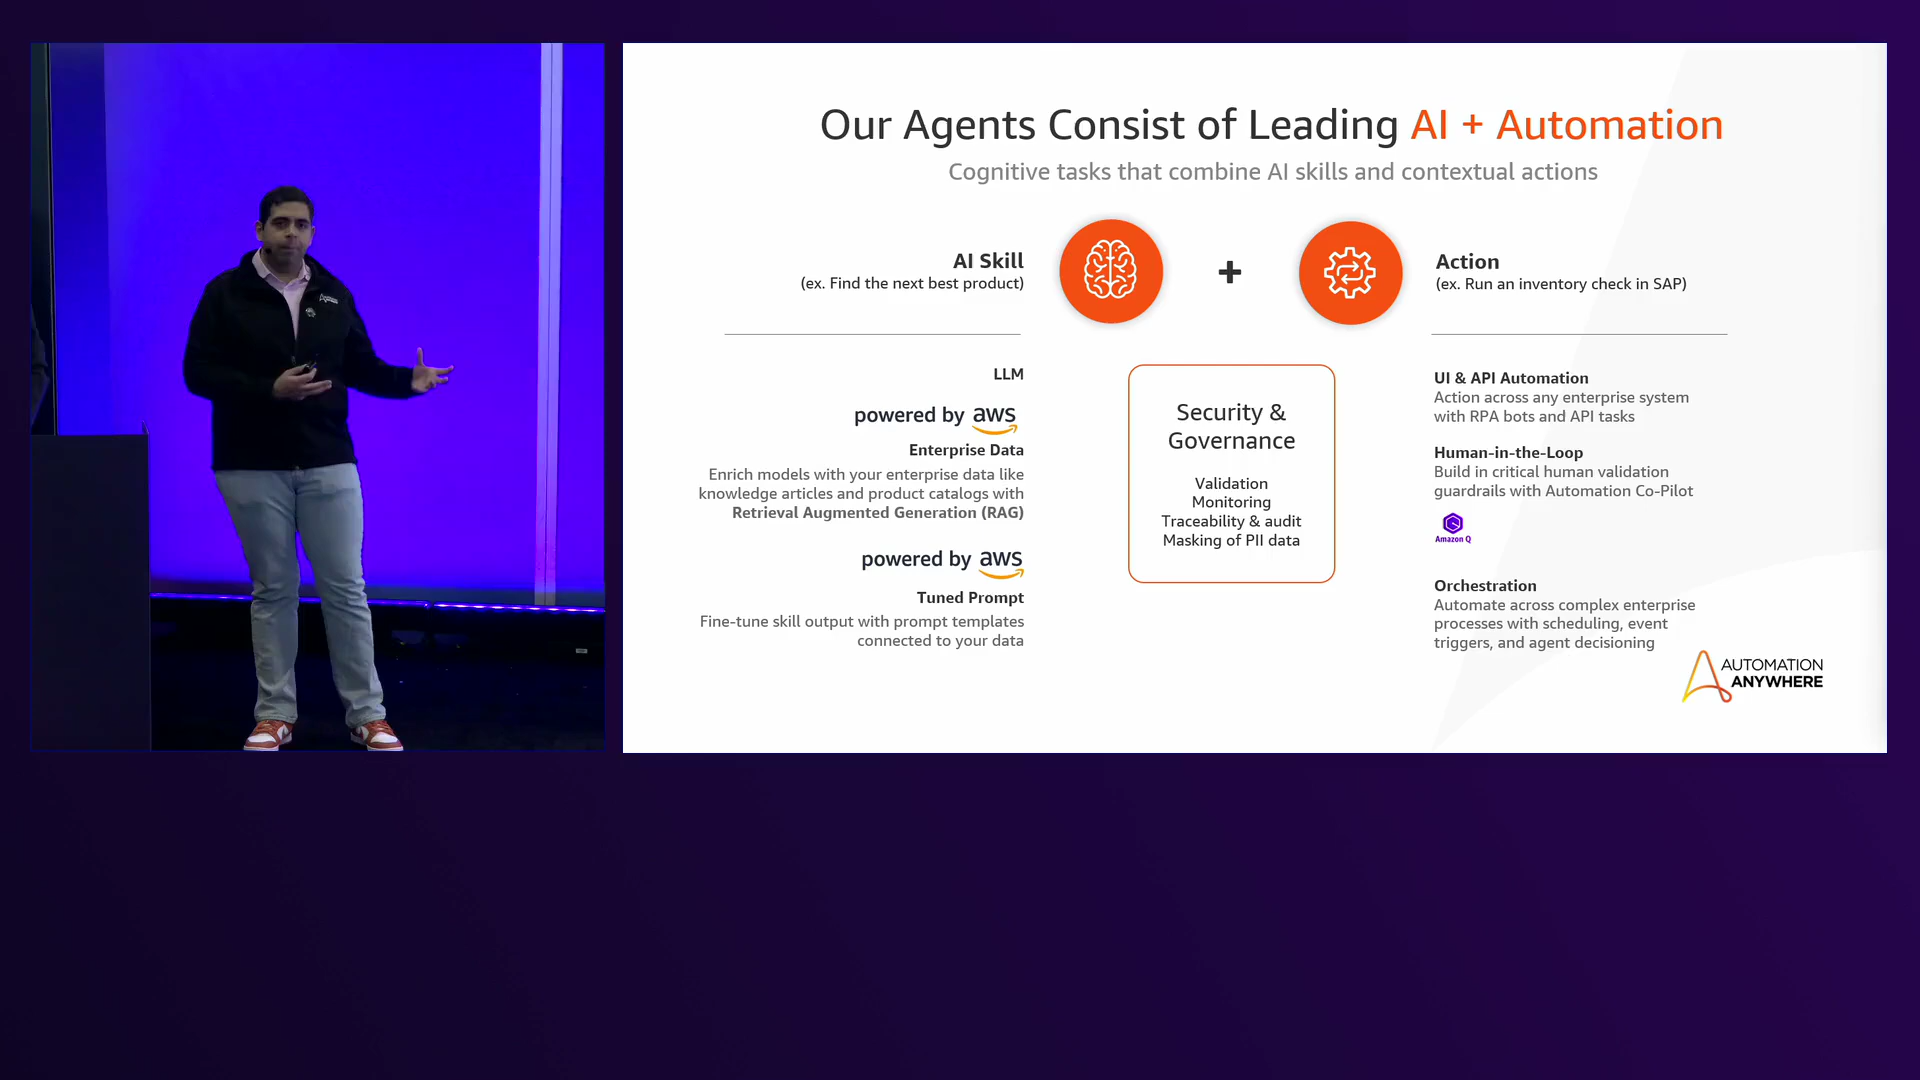 Our Agents Consist of Leading AI + Automation
Cognitive tasks that combine AI skills and contextual actions
AI Skill
(ex. Find the next best product)
+
Action
(ex. Run an inventory check in SAP)
LLM
powered by aws
Enterprise Data
Enrich models with your enterprise data like
knowledge articles and product catalogs with
Retrieval Augmented Generation (RAG)
powered by aws
Tuned Prompt
Fine-tune skill output with prompt templates
connected to your data
Security &
Governance
Validation
Monitoring
Traceability & audit
Masking of PII data
UI & API Automation
Action across any enterprise system
with RPA bots and API tasks
Human-in-the-Loop
Build in critical human validation
guardrails with Automation Co-Pilot
Amazon Q
Orchestration
Automate across complex enterprise
processes with scheduling, event
triggers, and agent decisioning
AUTOMATION
ANYWHERE